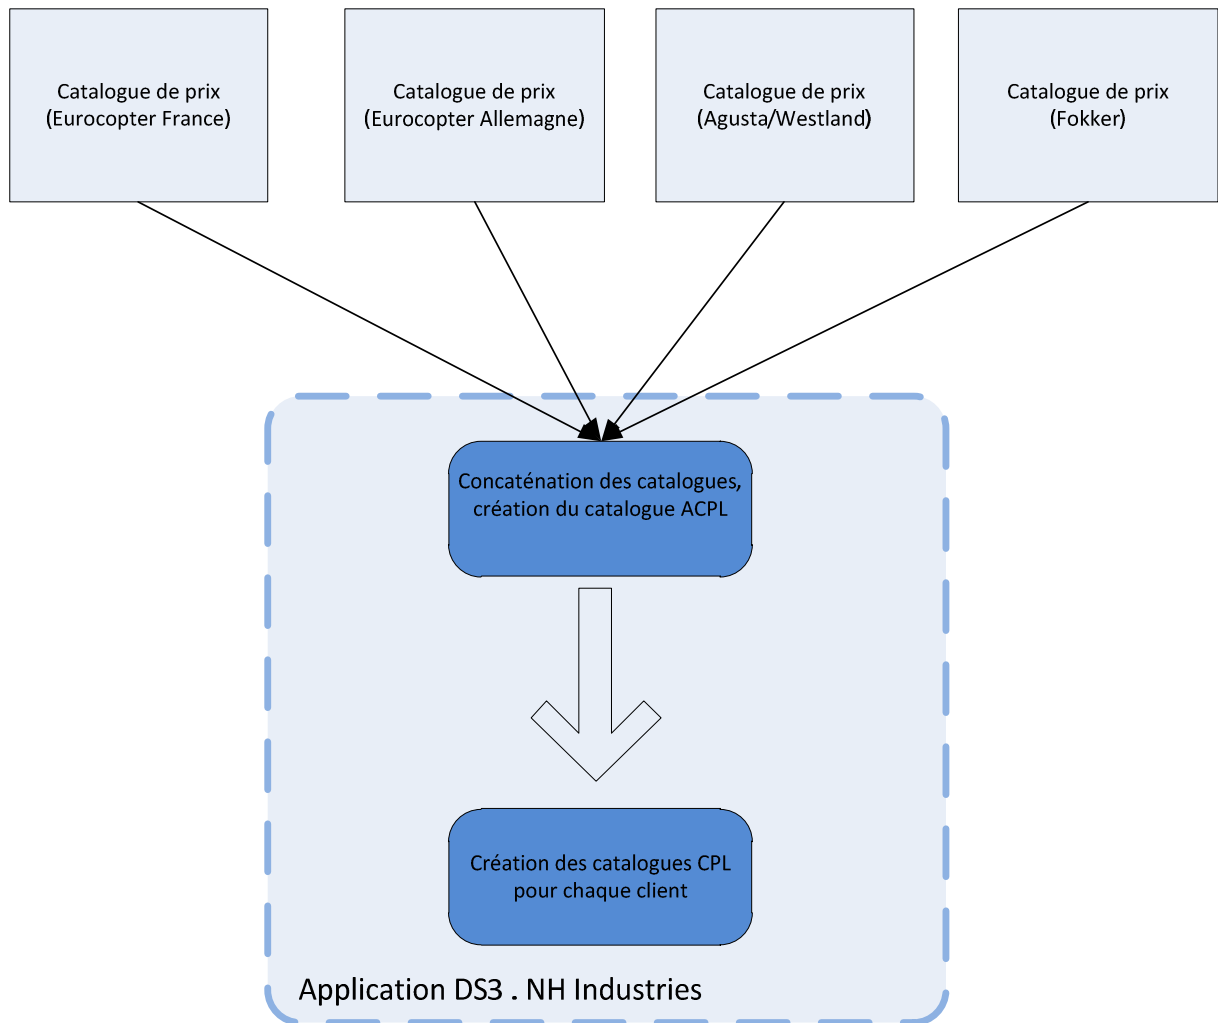 Catalogue de prix
(Eurocopter France)
Catalogue de prix
(Eurocopter Allemagne)
Catalogue de prix
(Agusta/Westland)
Catalogue de prix
(Fokker)
Concaténation des catalogues,
création du catalogue ACPL
Création des catalogues CPL
pour chaque client
Application DS3 . NH Industries